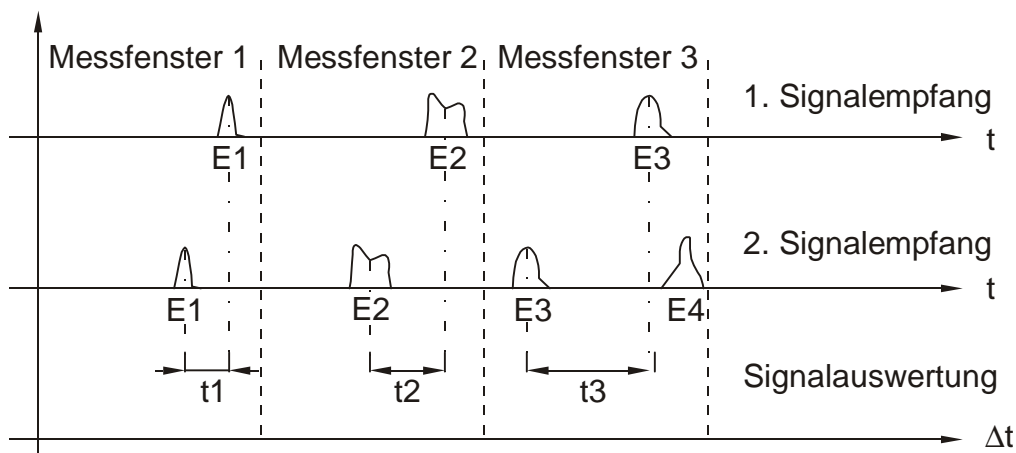 Messfenster 1
Messfenster 2
Messfenster 3
1. Signalempfang
t
E1
E2
E3
2. Signalempfang
t
E1
E2
E3
E4
t1
t2
t3
Signalauswertung
Δt